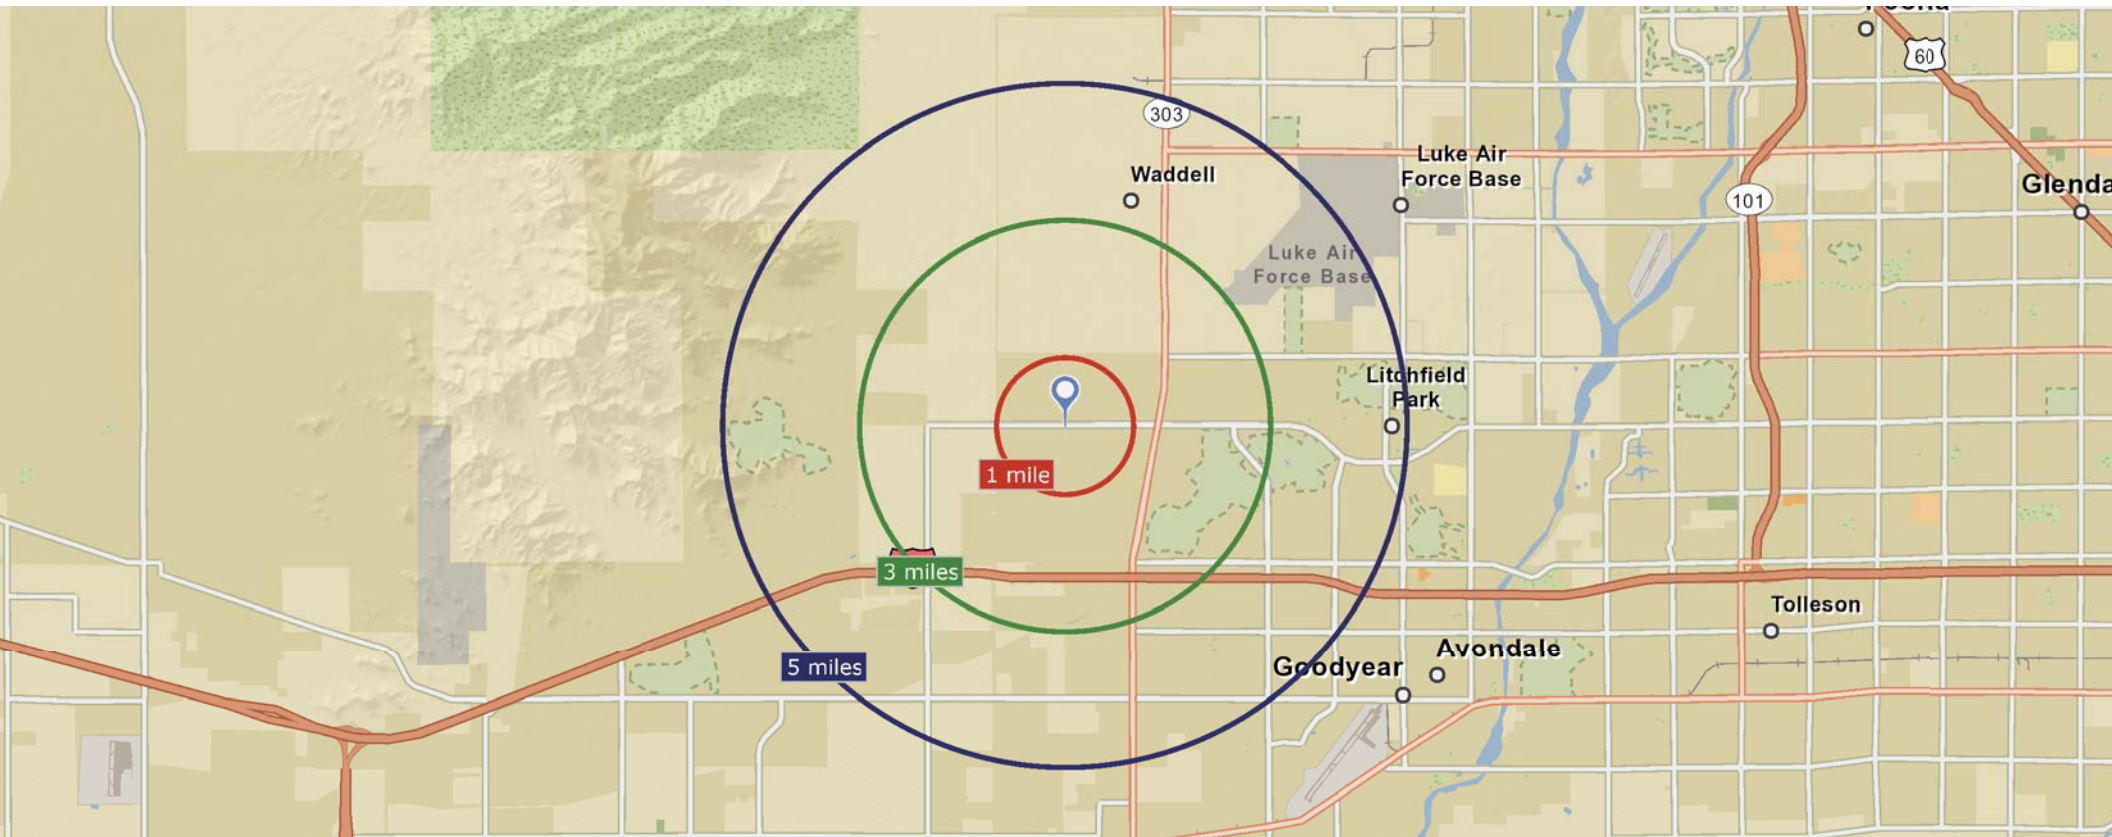 60
303
Waddell
Luke Air
Force Base
101
Glenda
Luke Air
Force Base
Litchfield
Park
1 mile
3 miles
Tolleson
Avondale
Goodyear
5 miles